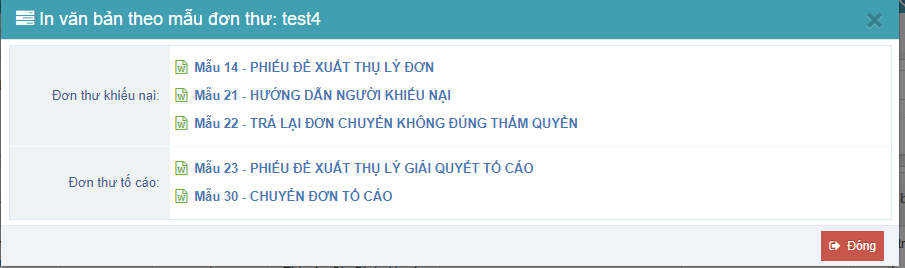 In văn bản theo mẫu đơn thư: test4
Đơn thư khiếu nại:
Mẫu 14 - PHIẾU ĐỀ XUẤT THỤ LÝ ĐƠN
Mẫu 21 - HƯỚNG DẪN NGƯỜI KHIẾU NẠI
Mẫu 22 - TRẢ LẠI ĐƠN CHUYỂN KHÔNG ĐÚNG THẨM QUYỀN
Đơn thư tố cáo:
Mẫu 23 - PHIẾU ĐỀ XUẤT THỤ LÝ GIẢI QUYẾT TỐ CÁO
Mẫu 30 - CHUYỂN ĐƠN TỐ CÁO
Đóng